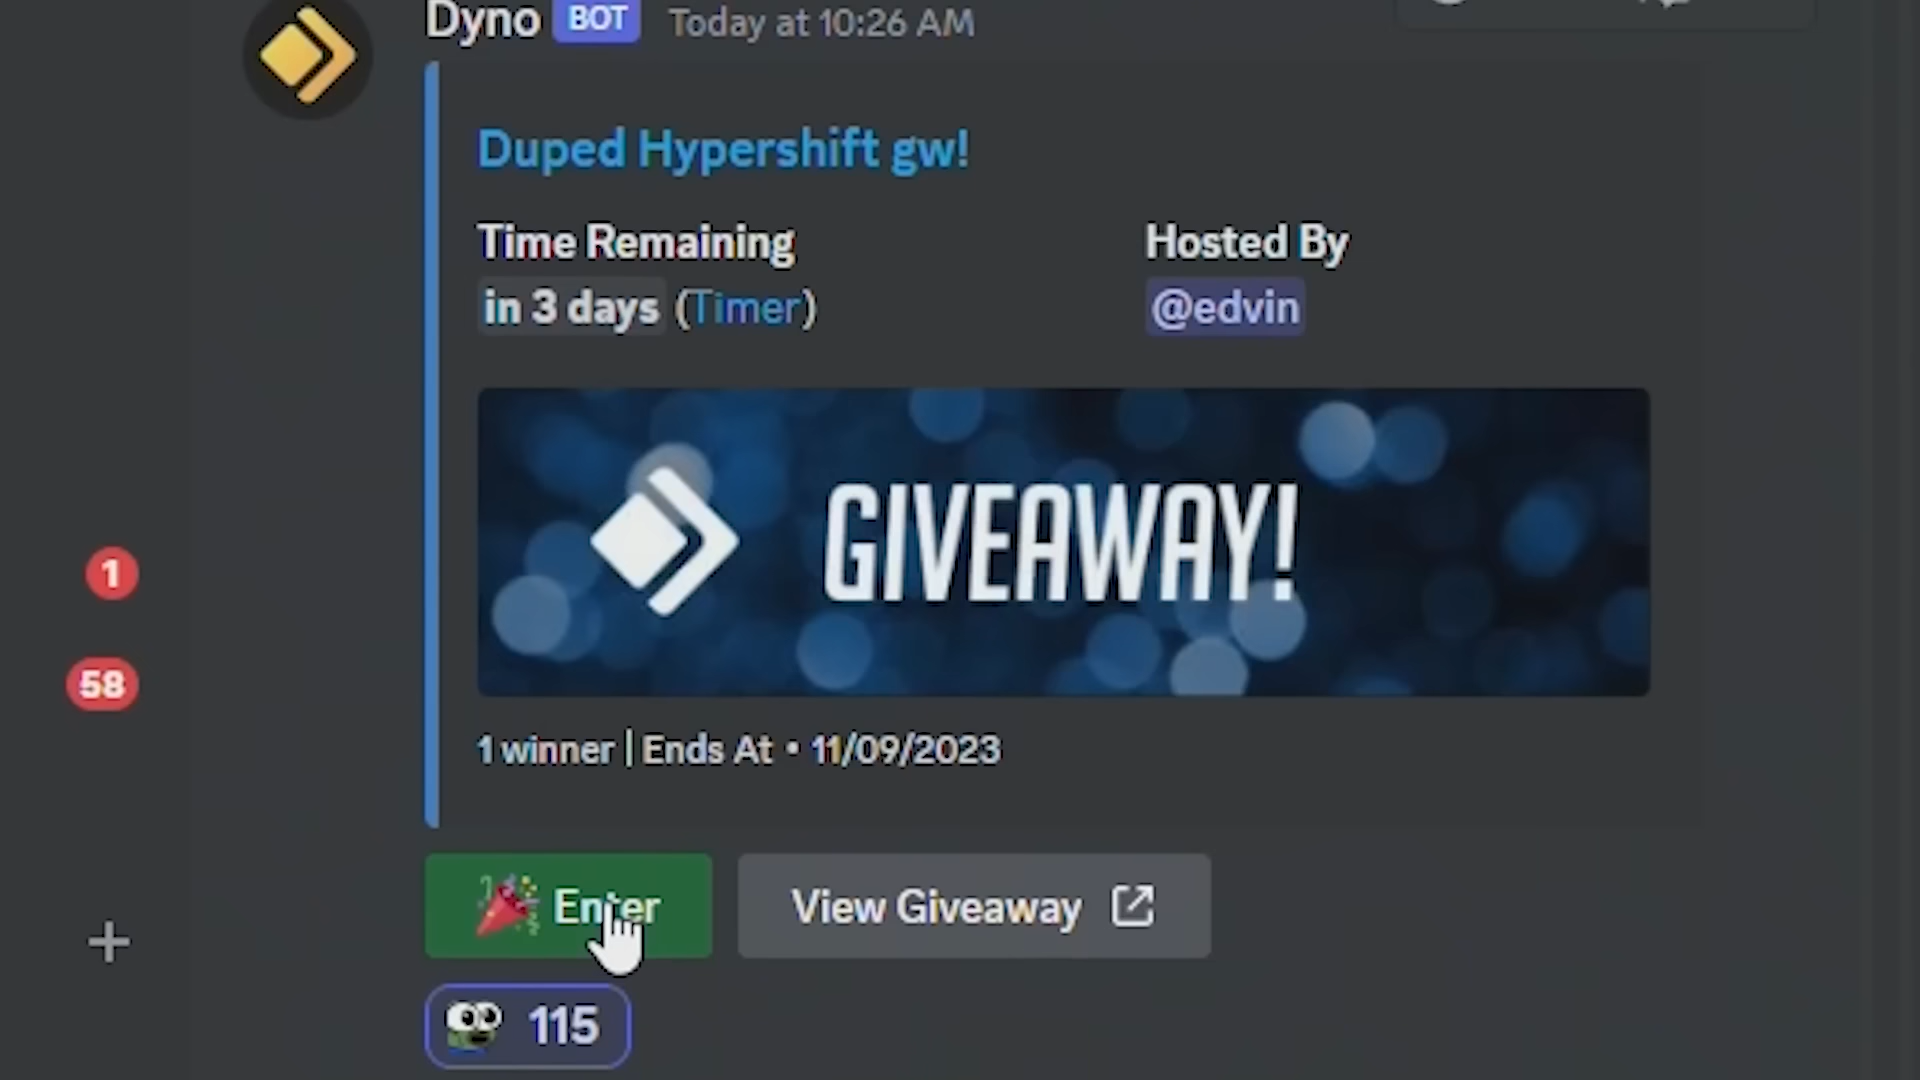 Dyno BOT Today at 10:26 AM
Duped Hypershift gw!
Time Remaining
Hosted By
in 3 days (Timer)
@edvin
GIVEAWAY!
1 winner | Ends At • 11/09/2023
1
58
Enter
View Giveaway
115